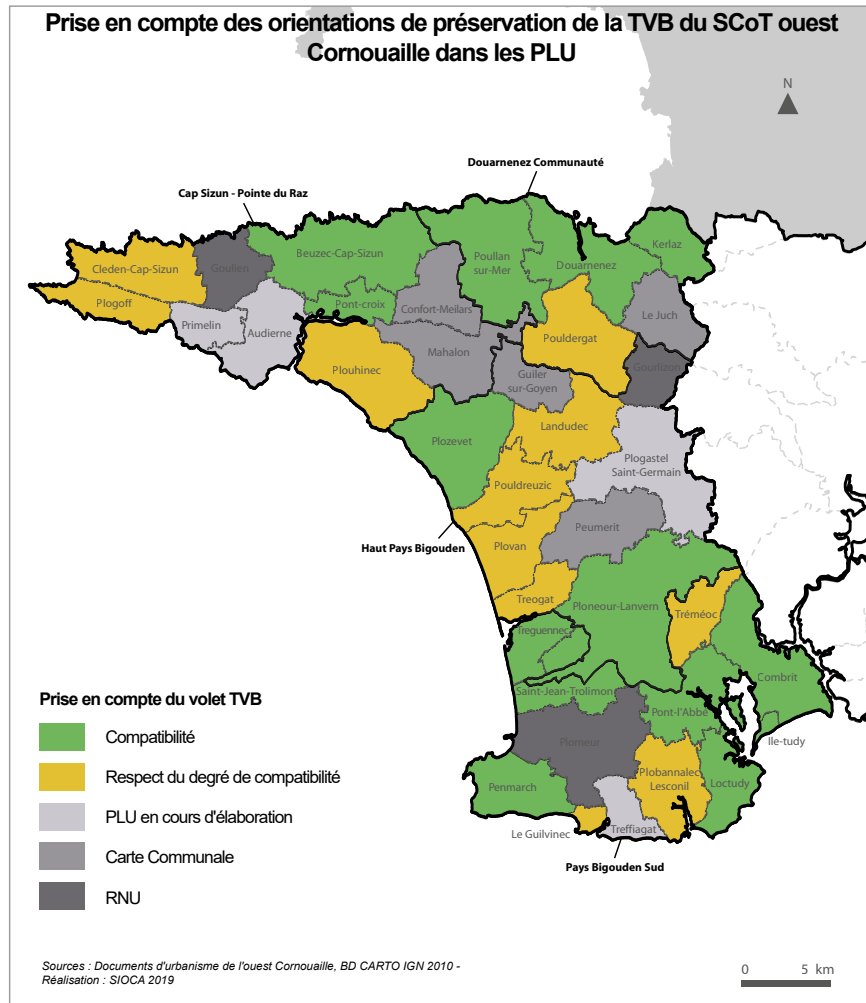 Prise en compte des orientations de préservation de la TVB du SCoT ouest
Cornouaille dans les PLU
N
Douarnenez Communauté
Cap Sizun - Pointe du Raz
Kerlaz
Beuzec-Cap-Sizun
Poullan
sur-Mer
Cleden-Cap-Sizun
Goulien
Douarnenez
Plogoff
Pont-croix
Confort-Meilars
Le Juch
Primelin
Audierne
Pouldergat
Mahalon
Plouhinec
Guiler
sur-Goyen
Gourlizon
Landudec
Plozevet
Plogastel
Saint-Germain
Pouldreuzic
Peumerit
Haut Pays Bigouden
Plovan
Treogat
Ploneour-Lanvern
Tréméoc
Treguennec
Combrit
Saint-Jean-Trolimon
Pont-l'Abbé
Plomeur
Ile-tudy
Plobannalec
Lesconil
Penmarch
Loctudy
Le Guilvinec
Treffiagat
Pays Bigouden Sud
Prise en compte du volet TVB
Compatibilité
Respect du degré de compatibilité
PLU en cours d'élaboration
Carte Communale
RNU
Sources : Documents d'urbanisme de l'ouest Cornouaille, BD CARTO IGN 2010 -
Réalisation : SIOCA 2019
0 5 km